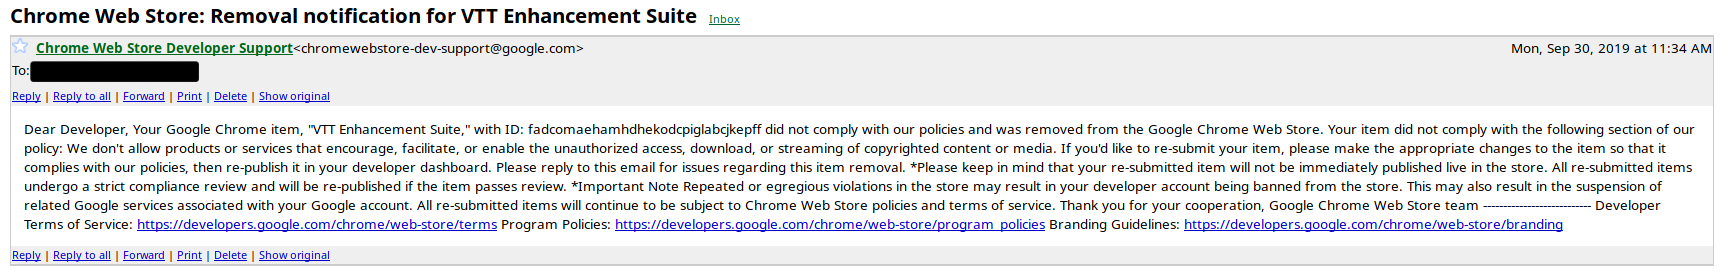 Chrome Web Store: Removal notification for VTT Enhancement Suite Inbox
Chrome Web Store Developer Support<chromewebstore-dev-support@google.com> Mon, Sep 30, 2019 at 11:34 AM
To:
Reply | Reply to all | Forward | Print | Delete | Show original
Dear Developer, Your Google Chrome item, "VTT Enhancement Suite," with ID: fadcomaehamhdhekodcpiglabcjkepff did not comply with our policies and was removed from the Google Chrome Web Store. Your item did not comply with the following section of our
policy: We don't allow products or services that encourage, facilitate, or enable the unauthorized access, download, or streaming of copyrighted content or media. If you'd like to re-submit your item, please make the appropriate changes to the item so that it
complies with our policies, then re-publish it in your developer dashboard. Please reply to this email for issues regarding this item removal. *Please keep in mind that your re-submitted item will not be immediately published live in the store. All re-submitted items
undergo a strict compliance review and will be re-published if the item passes review. *Important Note Repeated or egregious violations in the store may result in your developer account being banned from the store. This may also result in the suspension of
related Google services associated with your Google account. All re-submitted items will continue to be subject to Chrome Web Store policies and terms of service. Thank you for your cooperation, Google Chrome Web Store team --------------------------- Developer
Terms of Service: https://developers.google.com/chrome/web-store/terms Program Policies: https://developers.google.com/chrome/web-store/program_policies Branding Guidelines: https://developers.google.com/chrome/web-store/branding
Reply | Reply to all | Forward | Print | Delete | Show original